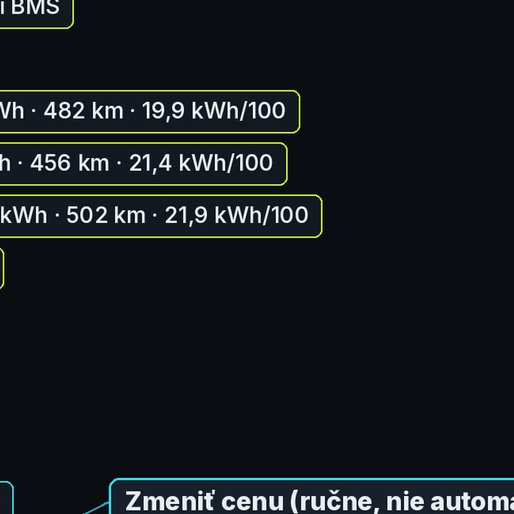 i BMS
Wh · 482 km · 19,9 kWh/100
h · 456 km · 21,4 kWh/100
kWh · 502 km · 21,9 kWh/100
Zmeniť cenu (ručne, nie automa